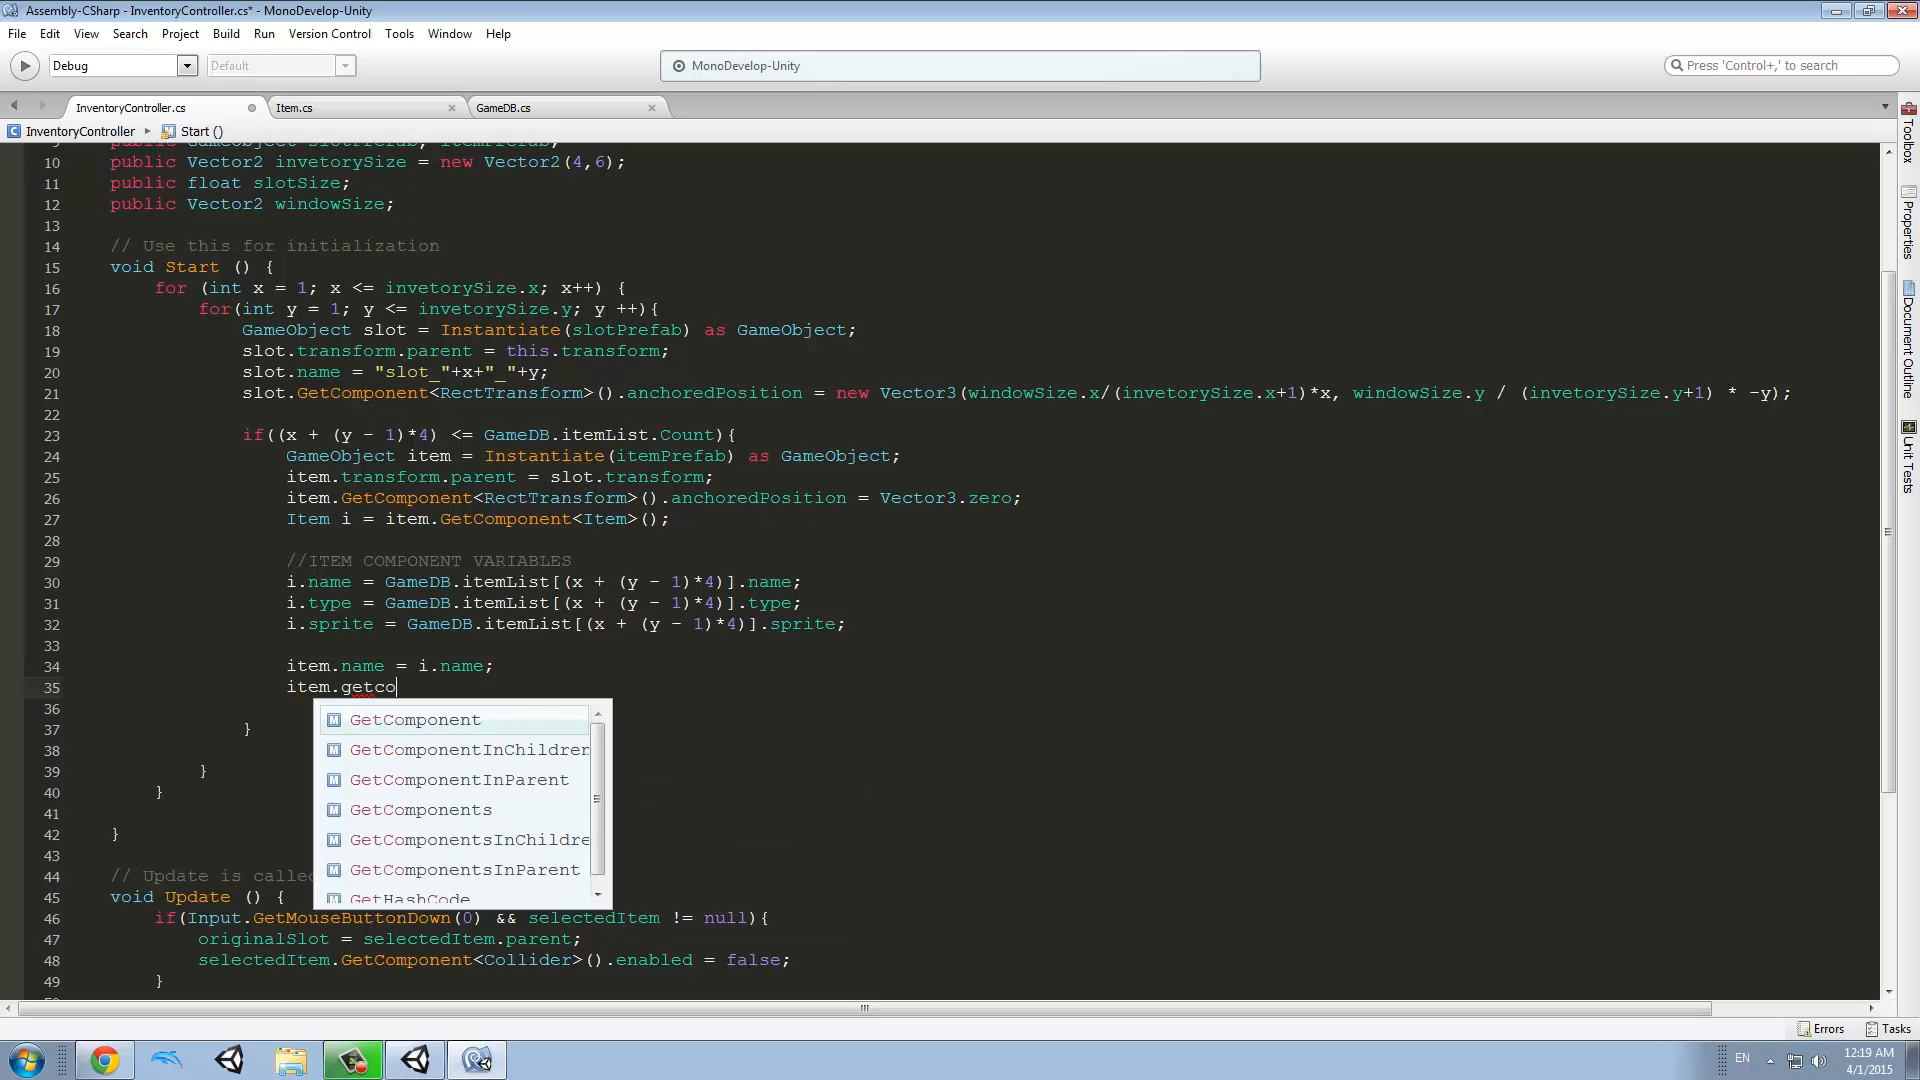 Assembly-CSharp - InventoryController.cs* - MonoDevelop-Unity
File Edit View Search Project Build Run Version Control Tools Window Help
Debug Default MonoDevelop-Unity Press 'Control+,' to search
InventoryController.cs Item.cs GameDB.cs
InventoryController Start ()
9 public GameObject slotPrefab, itemPrefab;
10 public Vector2 invetorySize = new Vector2(4,6);
11 public float slotSize;
12 public Vector2 windowSize;
13
14 // Use this for initialization
15 void Start () {
16 for (int x = 1; x <= invetorySize.x; x++) {
17 for(int y = 1; y <= invetorySize.y; y ++){
18 GameObject slot = Instantiate(slotPrefab) as GameObject;
19 slot.transform.parent = this.transform;
20 slot.name = "slot_"+x+"_"+y;
21 slot.GetComponent<RectTransform>().anchoredPosition = new Vector3(windowSize.x/(invetorySize.x+1)*x, windowSize.y / (invetorySize.y+1) * -y);
22
23 if((x + (y - 1)*4) <= GameDB.itemList.Count){
24 GameObject item = Instantiate(itemPrefab) as GameObject;
25 item.transform.parent = slot.transform;
26 item.GetComponent<RectTransform>().anchoredPosition = Vector3.zero;
27 Item i = item.GetComponent<Item>();
28
29 //ITEM COMPONENT VARIABLES
30 i.name = GameDB.itemList[(x + (y - 1)*4)].name;
31 i.type = GameDB.itemList[(x + (y - 1)*4)].type;
32 i.sprite = GameDB.itemList[(x + (y - 1)*4)].sprite;
33
34 item.name = i.name;
35 item.getco
36
37 }
38
39 }
40 }
41
42 }
43
44 // Update is called
45 void Update () {
46 if(Input.GetMouseButtonDown(0) && selectedItem != null){
47 originalSlot = selectedItem.parent;
48 selectedItem.GetComponent<Collider>().enabled = false;
49 }
GetComponent
GetComponentInChildren
GetComponentInParent
GetComponents
GetComponentsInChildre
GetComponentsInParent
GetHashCode
Toolbox
Properties
Document Outline
Unit Tests
Errors Tasks
EN 12:19 AM
4/1/2015